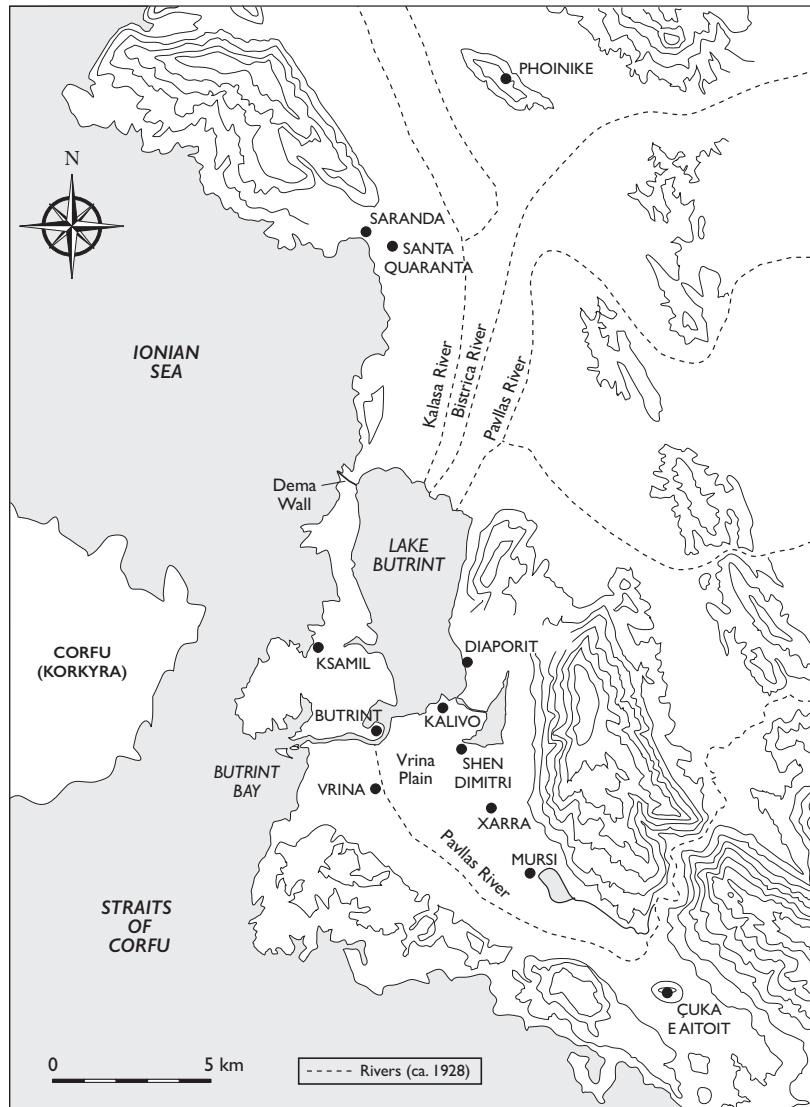 PHOINIKE
N
SARANDA
SANTA
QUARANTA
IONIAN
SEA
Kalasa River
Bistrica River
Pavllas River
Dema
Wall
LAKE
BUTRINT
CORFU
(KORKYRA)
KSAMIL
DIAPORIT
BUTRINT
KALIVO
BUTRINT
BAY
Vrina
Plain
SHEN
DIMITRI
VRINA
XARRA
Pavllas River
MURSI
STRAITS
OF
CORFU
ÇUKA
E AITOIT
0 5 km
Rivers (ca. 1928)